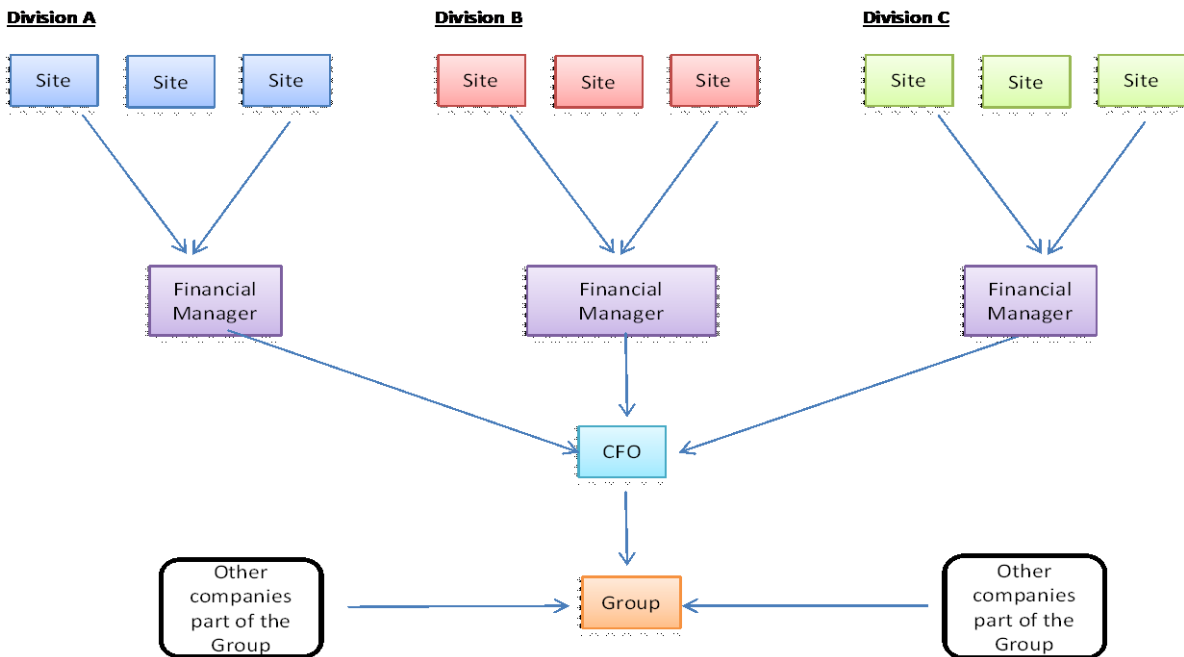 Division A
Division B
Division C
Site
Site
Site
Site
Site
Site
Site
Site
Site
Financial
Manager
Financial
Manager
Financial
Manager
CFO
Other
companies
part of the
Group
Group
Other
companies
part of the
Group